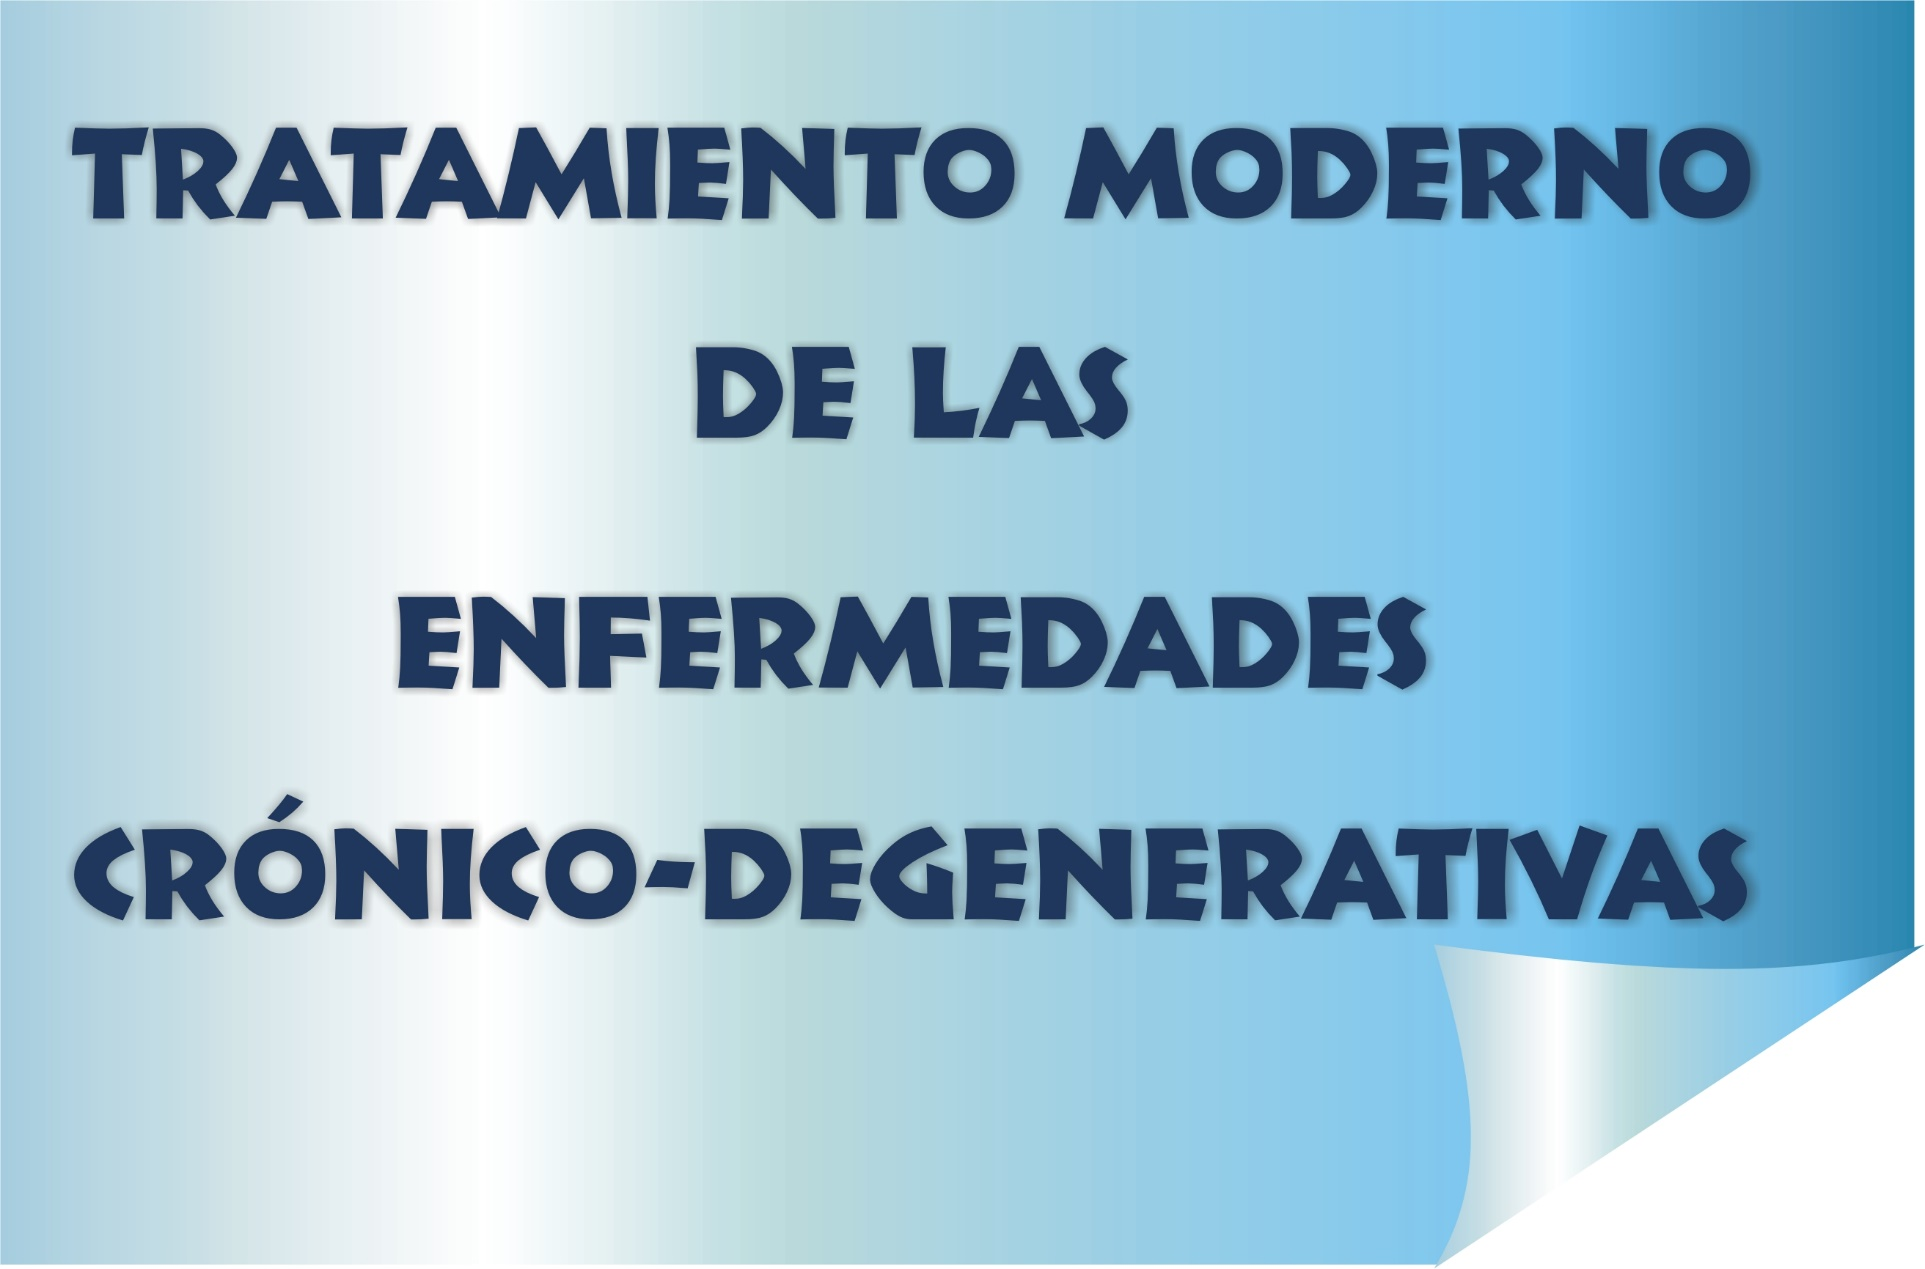 TRATAMIENTO MODERNO
DE LAS
ENFERMEDADES
CRÓNICO-DEGENERATIVAS